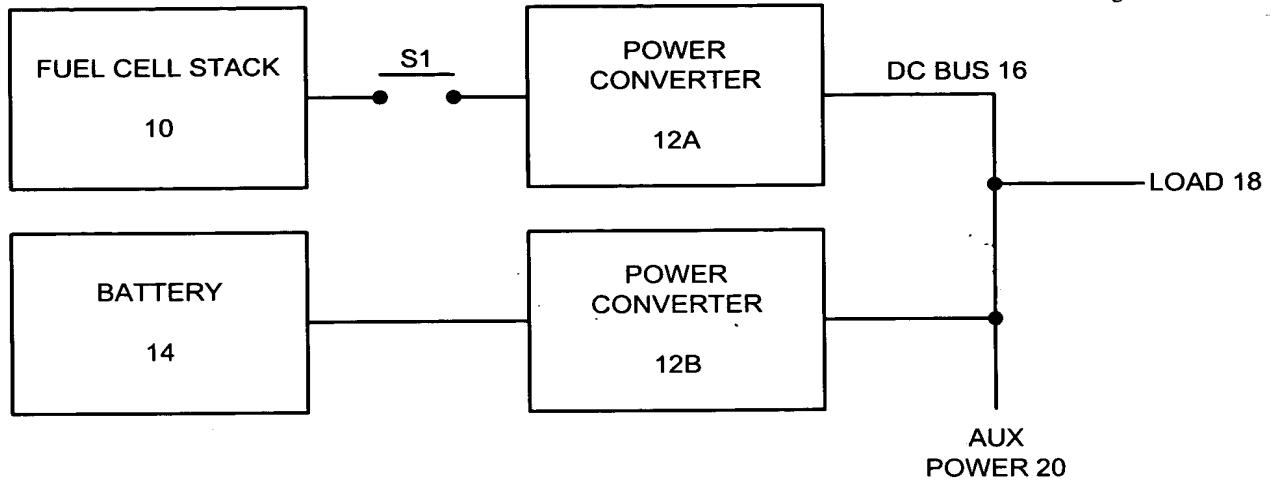 FUEL CELL STACK
10
S1
POWER
CONVERTER
12A
DC BUS 16
LOAD 18
BATTERY
14
POWER
CONVERTER
12B
AUX
POWER 20